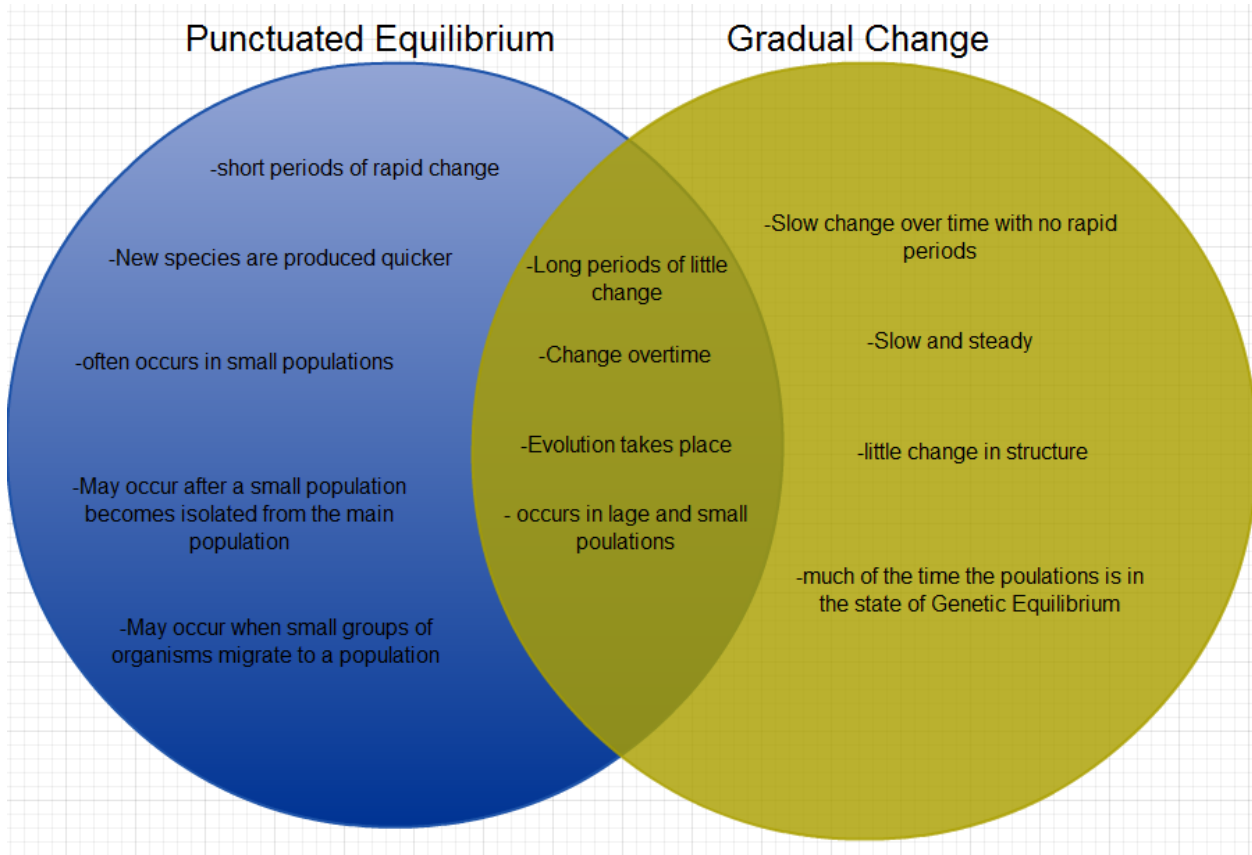 Punctuated Equilibrium
Gradual Change
-short periods of rapid change
-New species are produced quicker
-often occurs in small populations
-May occur after a small population
becomes isolated from the main
population
-May occur when small groups of
organisms migrate to a population
-Long periods of little
change
-Change overtime
-Evolution takes place
- occurs in lage and small
poulations
-Slow change over time with no rapid
periods
-Slow and steady
-little change in structure
-much of the time the poulations is in
the state of Genetic Equilibrium